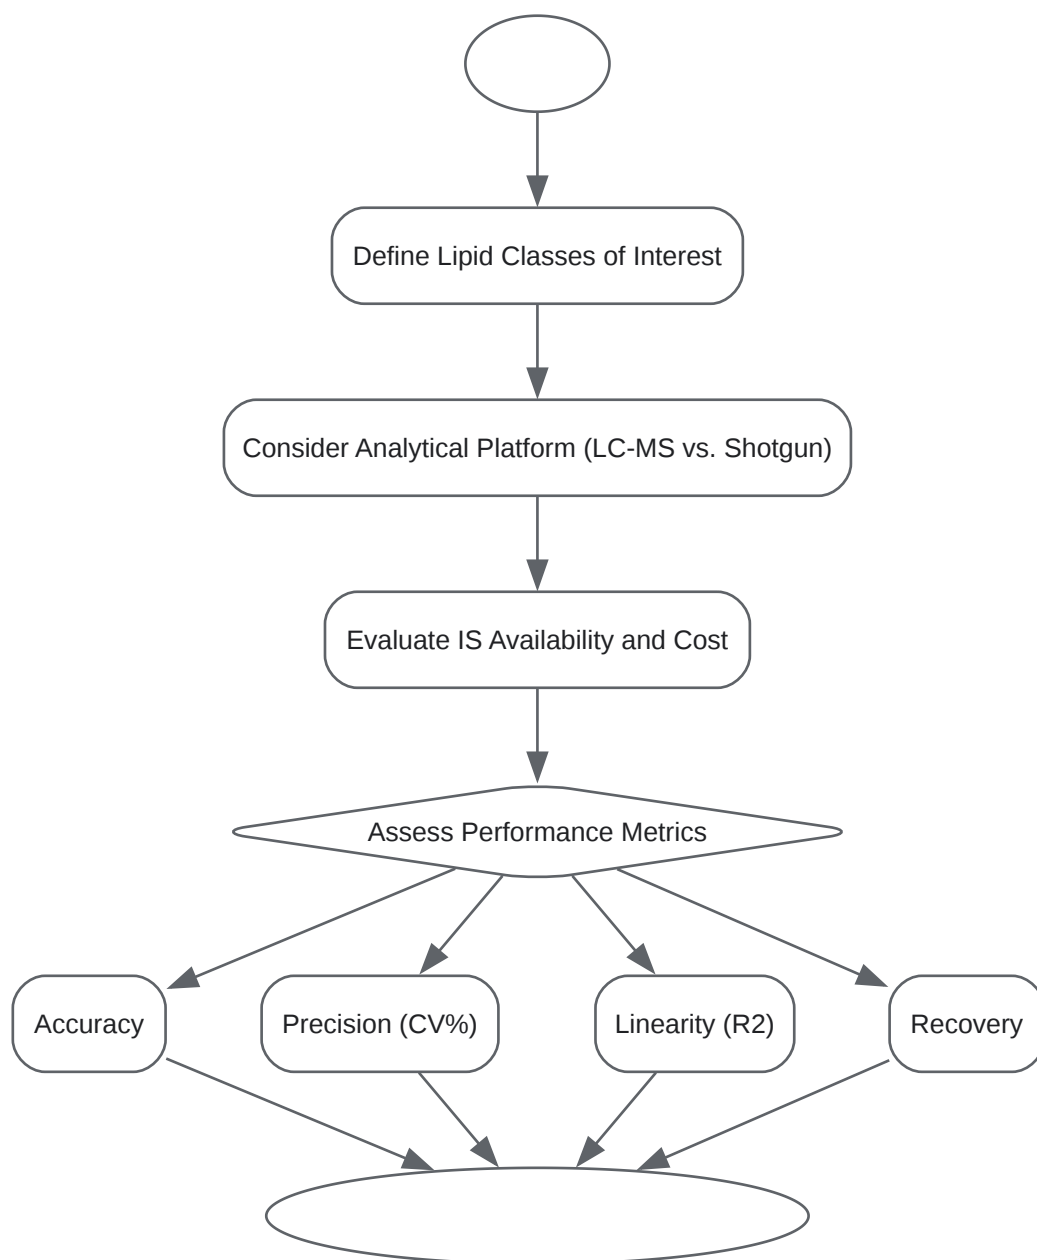 Define Lipid Classes of Interest
Consider Analytical Platform (LC-MS vs. Shotgun)
Evaluate IS Availability and Cost
Assess Performance Metrics
Accuracy
Precision (CV%)
Linearity (R2)
Recovery